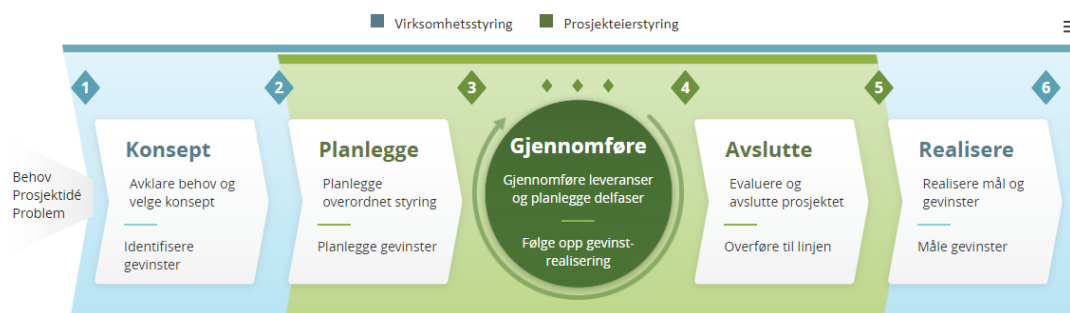 Virksomhetsstyring
Prosjekteierstyring
1
2
3
4
5
6
Behov
Prosjektidé
Problem
Konsept
Avklare behov og
velge konsept
Identifisere
gevinster
Planlegge
Planlegge
overordnet styring
Planlegge gevinster
Gjennomføre
Gjennomføre leveranser
og planlegge delfaser
Følge opp gevinst-
realisering
Avslutte
Evaluere og
avslutte prosjektet
Overføre til linjen
Realisere
Realisere mål og
gevinster
Måle gevinster